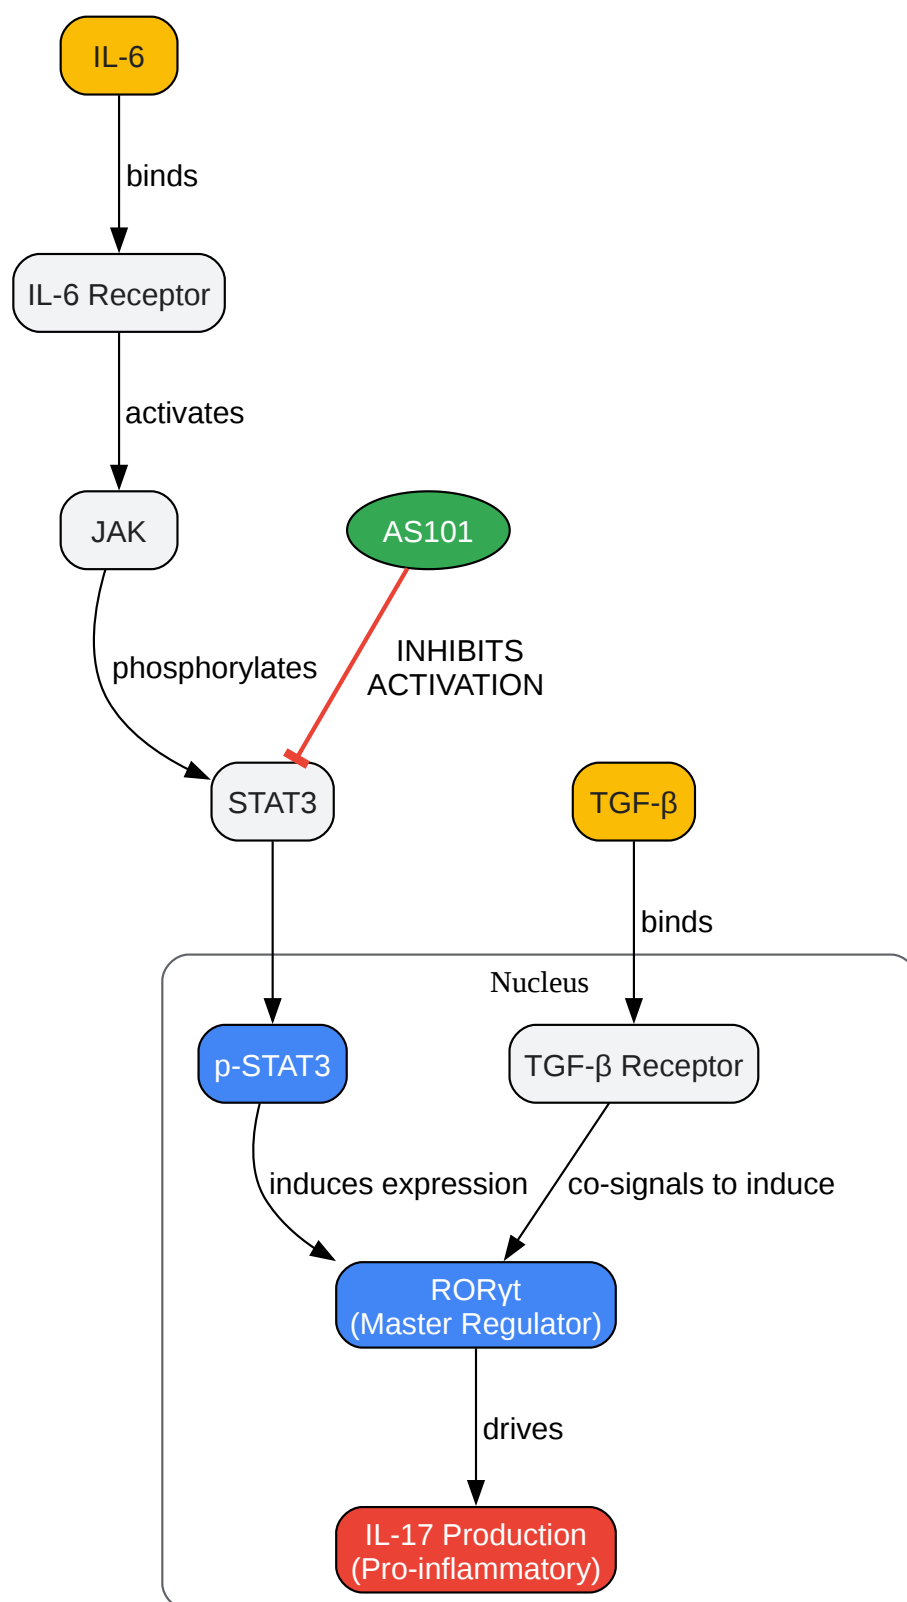 IL-6
binds
IL-6 Receptor
activates
JAK
AS101
phosphorylates
INHIBITS
ACTIVATION
STAT3
TGF-β
binds
Nucleus
p-STAT3
TGF-β Receptor
induces expression
co-signals to induce
RORγt
(Master Regulator)
drives
IL-17 Production
(Pro-inflammatory)